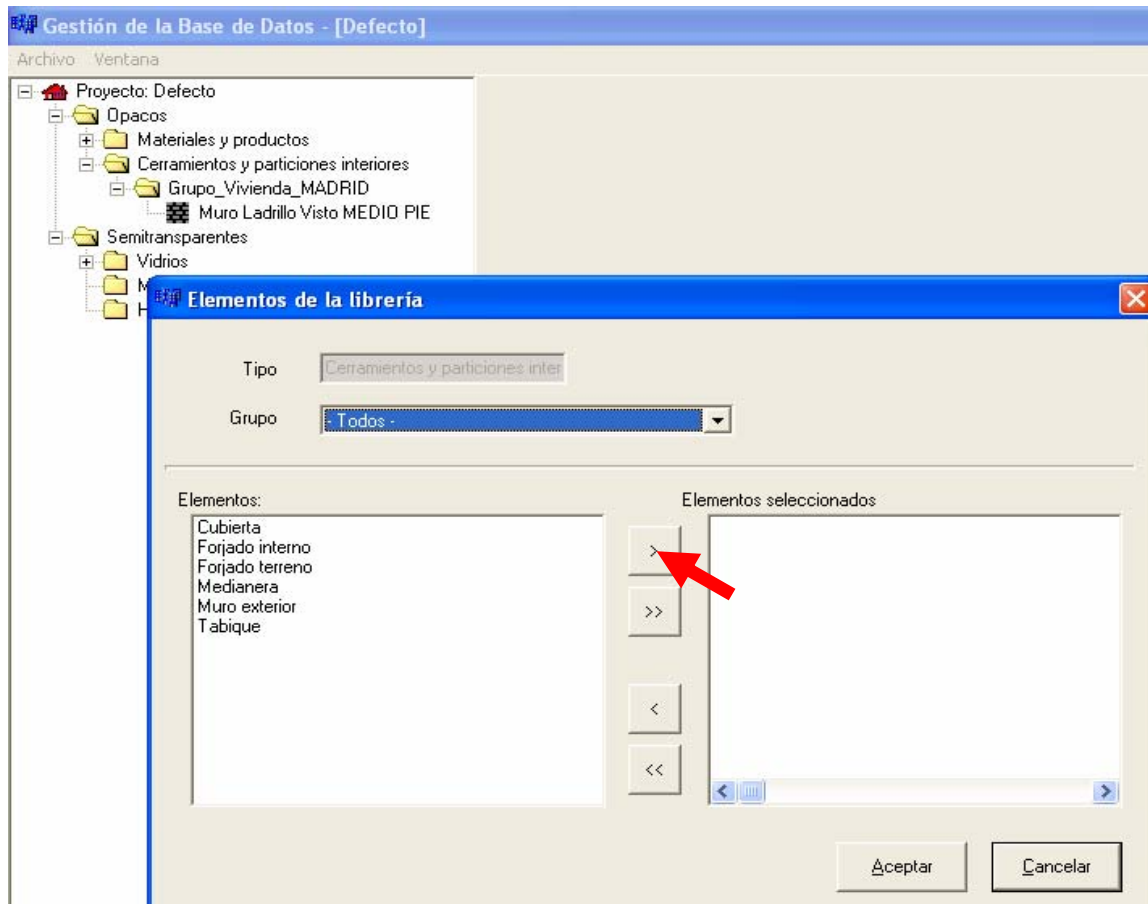 Gestión de la Base de Datos - [Defecto]
Archivo Ventana
Proyecto: Defecto
Opacos
Materiales y productos
Cerramientos y particiones interiores
Grupo_Vivienda_MADRID
Muro Ladrillo Visto MEDIO PIE
Semitransparentes
Vidrios
M
H
Elementos de la librería
Tipo
Cerramientos y particiones inter
Grupo
- Todos -
Elementos:
Cubierta
Forjado interno
Forjado terreno
Medianera
Muro exterior
Tabique
>
>>
<
<<
Elementos seleccionados
Aceptar
Cancelar